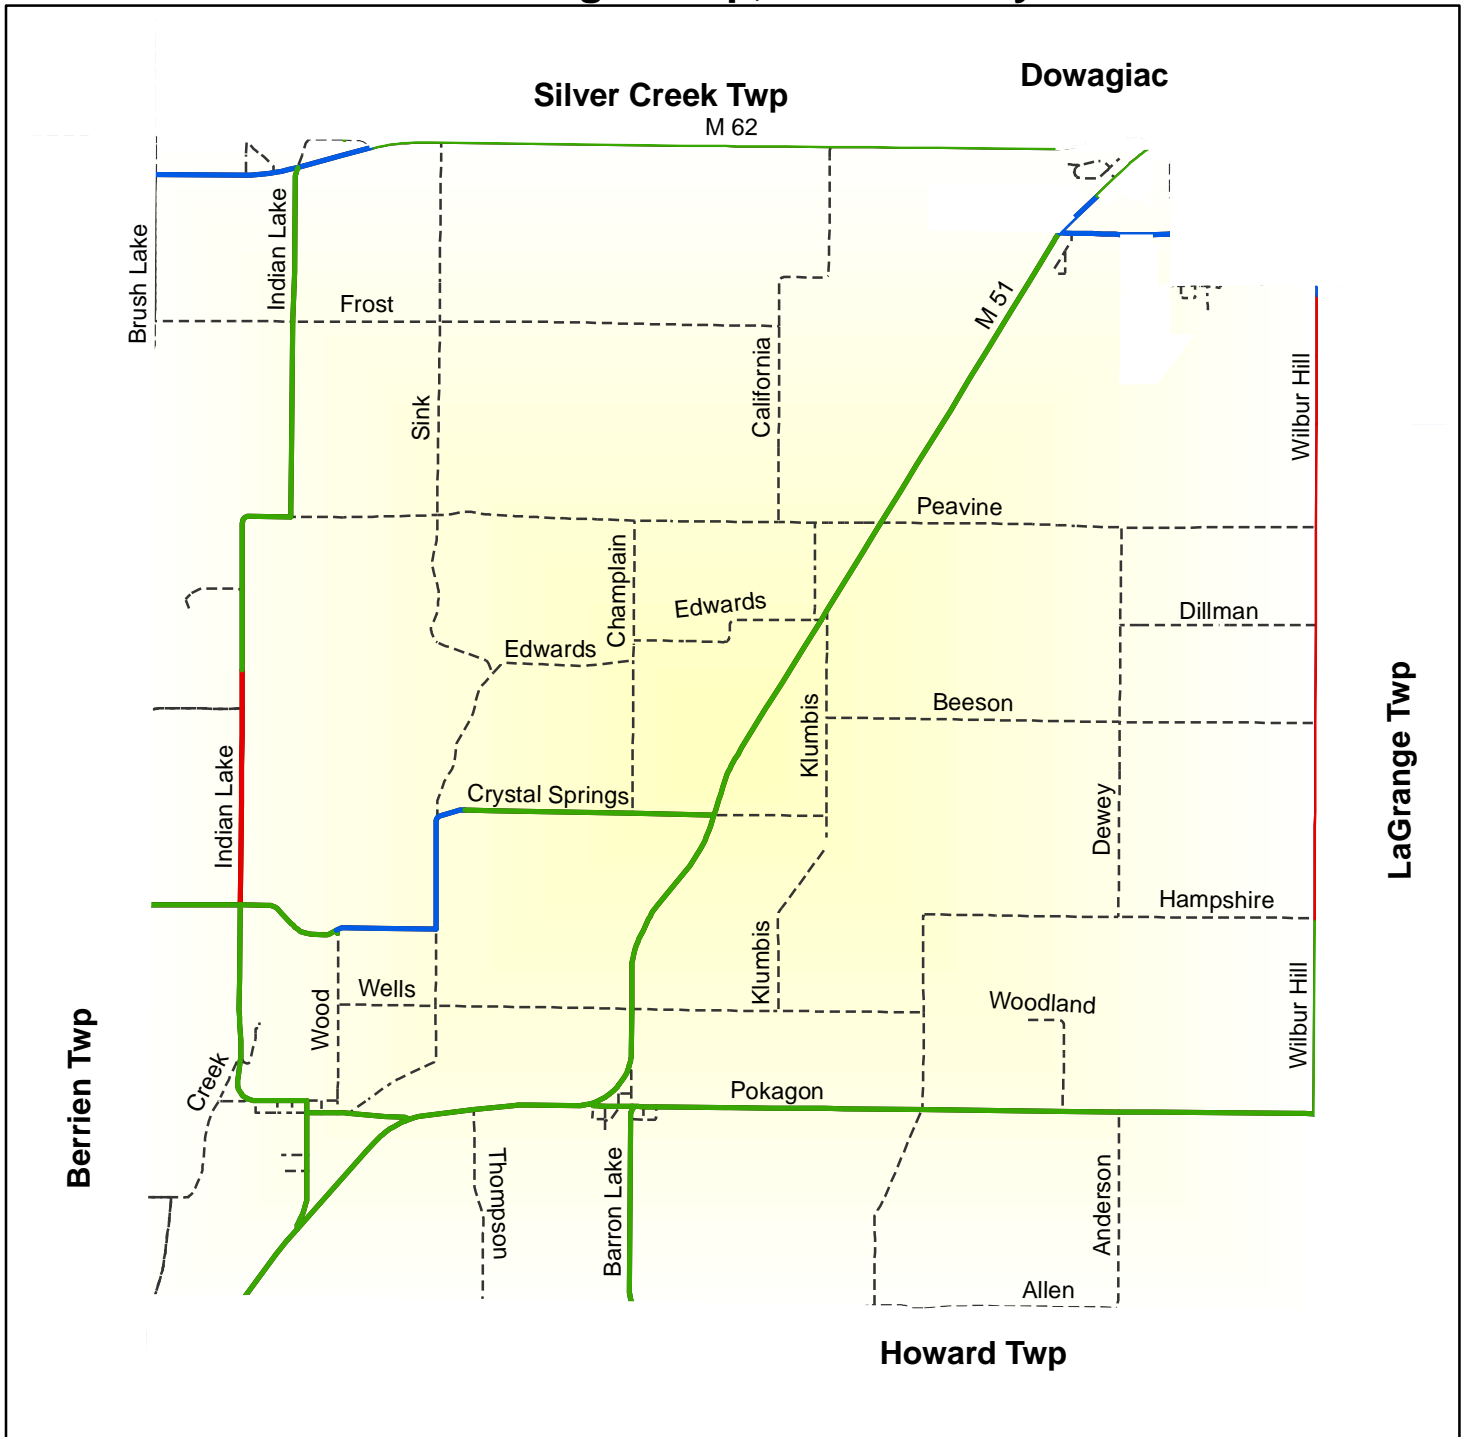 Dowagiac
Silver Creek Twp
M 62
Indian Lake
Brush Lake
Frost
M 51
California
Wilbur Hill
Sink
Peavine
Champlain
Edwards
Dillman
Edwards
Klumbis
Beeson
LaGrange Twp
Indian Lake
Crystal Springs
Dewey
Hampshire
Klumbis
Wells
Wood
Woodland
Wilbur Hill
Berrien Twp
Creek
Pokagon
Thompson
Barron Lake
Anderson
Allen
Howard Twp